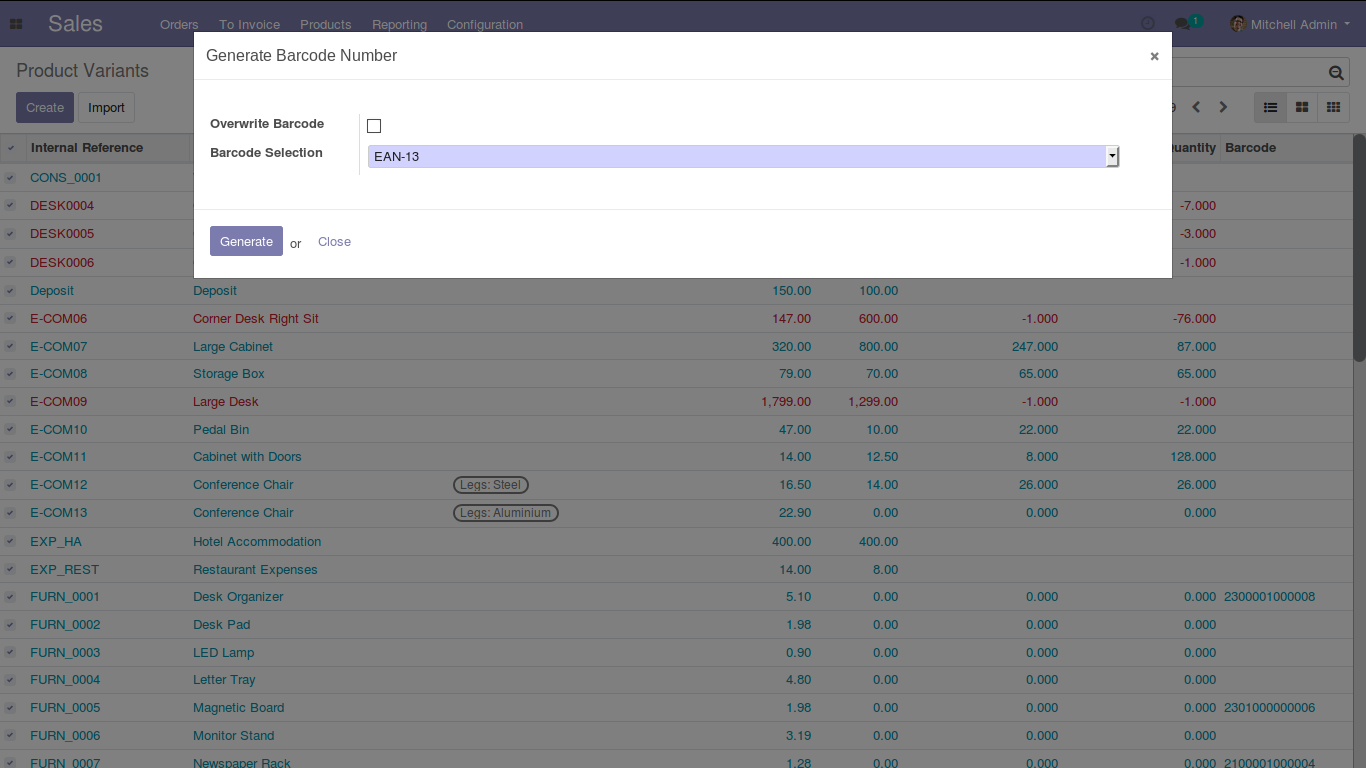 Sales Orders To Invoice Products Reporting Configuration 1 Mitchell Admin
Generate Barcode Number ×
Product Variants
Create Import
Overwrite Barcode
Barcode Selection EAN-13
Generate or Close
Internal Reference uantity Barcode
CONS_0001
DESK0004 -7.000
DESK0005 -3.000
DESK0006 -1.000
Deposit Deposit 150.00 100.00
E-COM06 Corner Desk Right Sit 147.00 600.00 -1.000 -76.000
E-COM07 Large Cabinet 320.00 800.00 247.000 87.000
E-COM08 Storage Box 79.00 70.00 65.000 65.000
E-COM09 Large Desk 1,799.00 1,299.00 -1.000 -1.000
E-COM10 Pedal Bin 47.00 10.00 22.000 22.000
E-COM11 Cabinet with Doors 14.00 12.50 8.000 128.000
E-COM12 Conference Chair Legs: Steel 16.50 14.00 26.000 26.000
E-COM13 Conference Chair Legs: Aluminium 22.90 0.00 0.000 0.000
EXP_HA Hotel Accommodation 400.00 400.00
EXP_REST Restaurant Expenses 14.00 8.00
FURN_0001 Desk Organizer 5.10 0.00 0.000 0.000 2300001000008
FURN_0002 Desk Pad 1.98 0.00 0.000 0.000
FURN_0003 LED Lamp 0.90 0.00 0.000 0.000
FURN_0004 Letter Tray 4.80 0.00 0.000 0.000
FURN_0005 Magnetic Board 1.98 0.00 0.000 0.000 2301000000006
FURN_0006 Monitor Stand 3.19 0.00 0.000 0.000
FURN_0007 Newspaper Rack 1.28 0.00 0.000 0.000 2100001000004